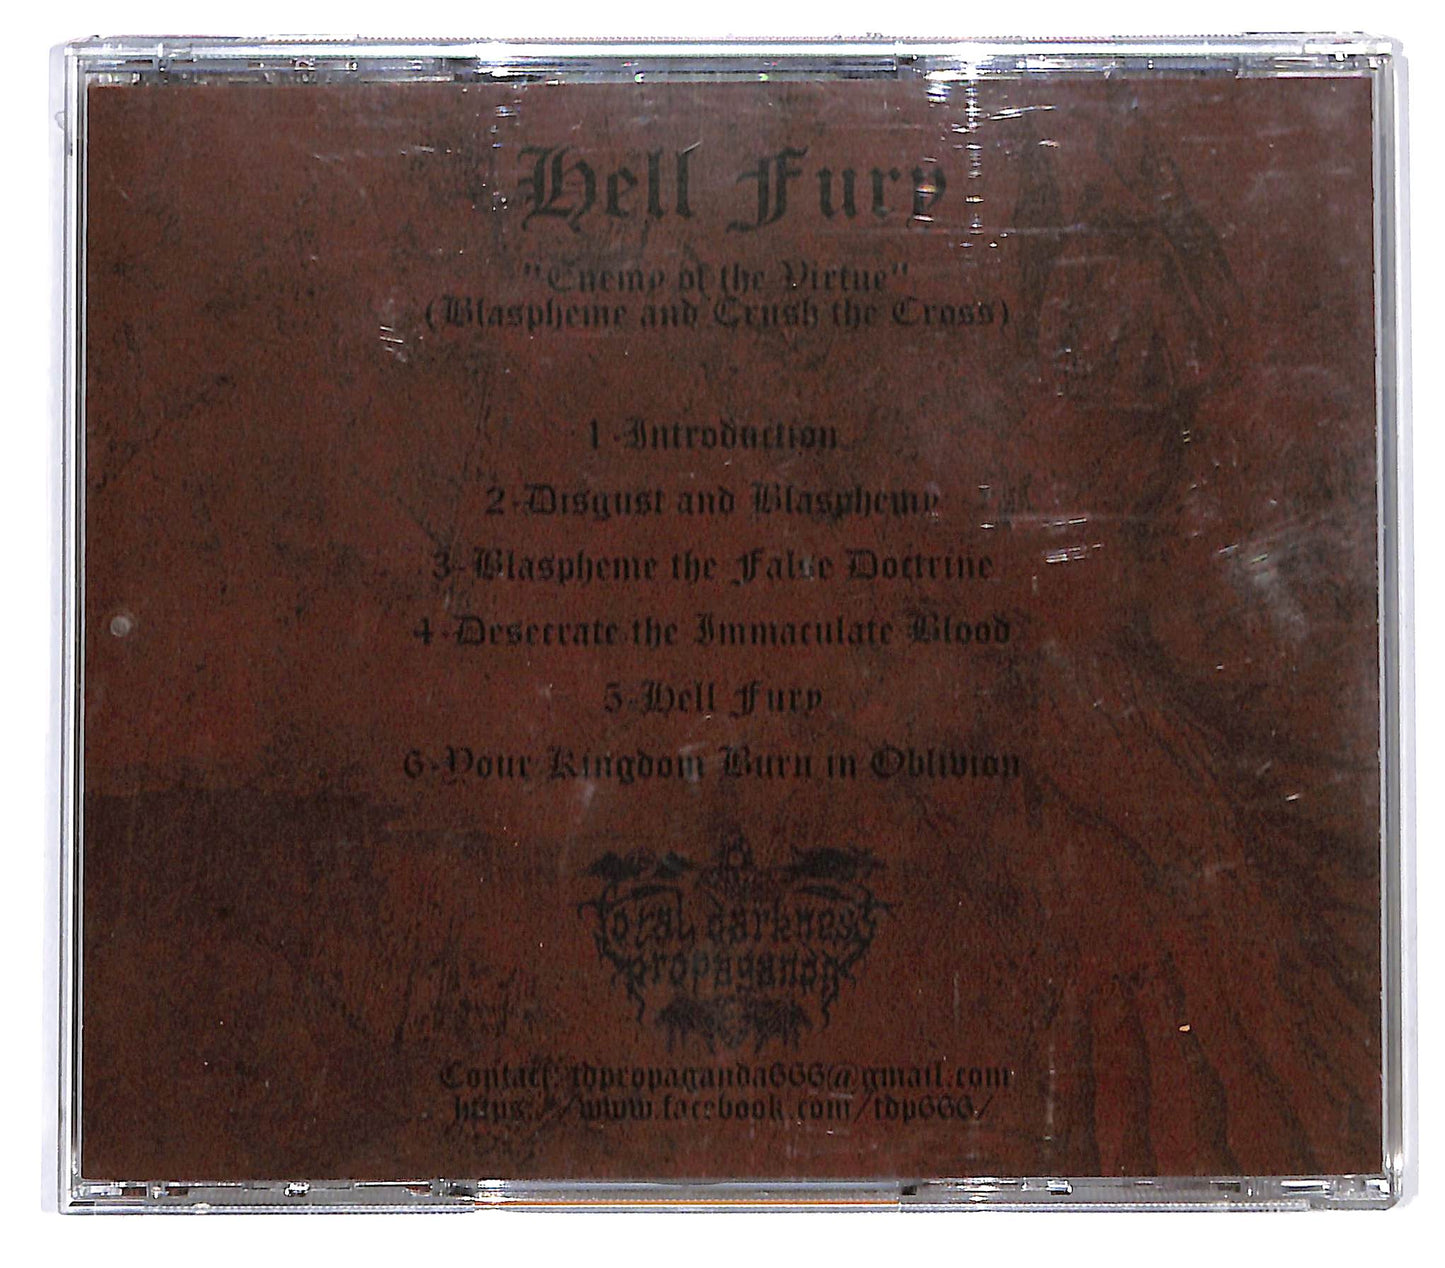 Hell Fury
"Enemy of the Virtue"
(Blaspheme and Crush the Cross)
1-Introduction
2-Disgust and Blasphemy
3-Blaspheme the False Doctrine
4-Desecrate the Immaculate Blood
5-Hell Fury
6-Your Kingdom Burn in Oblivion
Total darkness
propaganda
Contact: tdpropaganda666@gmail.com
https://www.facebook.com/tdp666/